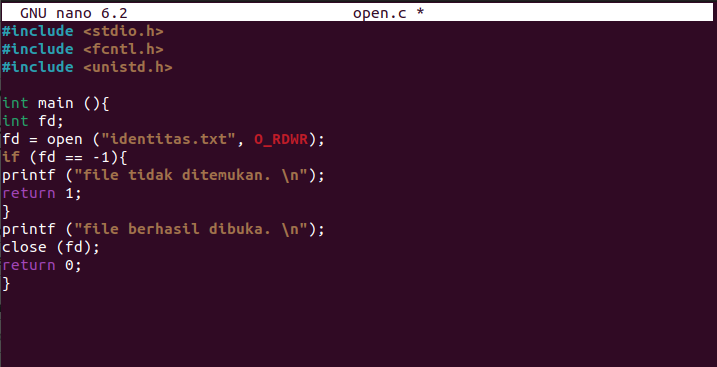 GNU nano 6.2 open.c *
#include <stdio.h>
#include <fcntl.h>
#include <unistd.h>
int main (){
int fd;
fd = open ("identitas.txt", O_RDWR);
if (fd == -1){
printf ("file tidak ditemukan. \n");
return 1;
}
printf ("file berhasil dibuka. \n");
close (fd);
return 0;
}